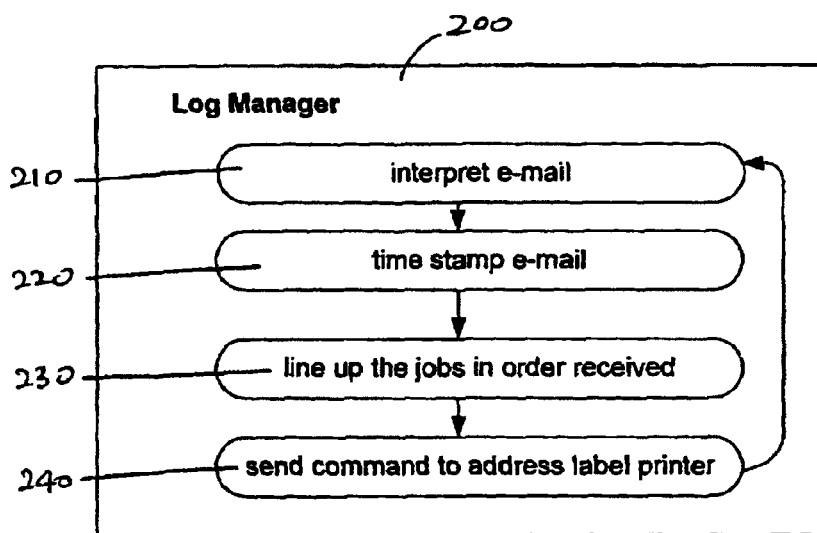 200
Log Manager
210
interpret e-mail
220
time stamp e-mail
230
line up the jobs in order received
240
send command to address label printer